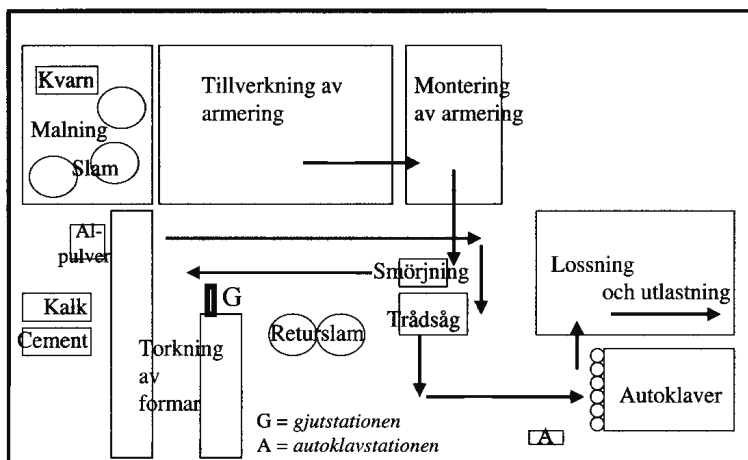 Kvarn
Malning
Slam
Tillverkning av
armering
Montering
av armering
Al-
pulver
Kalk
Cement
Torkning
av
formar
G
Smörjning
Trådsåg
Returslam
Lossning
och utlastning
Autoklaver
A
G = gjutstationen
A = autoklavstationen